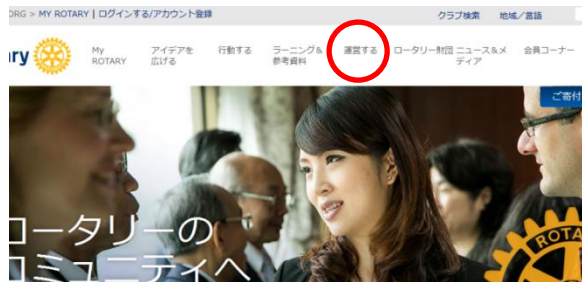 ORG > MY ROTARY | ログインする/アカウント登録 クラブ検索 地域／言語
ry My ROTARY アイデアを広げる 行動する ラーニング&参考資料 運営する ロータリー財団 ニュース&メディア 会員コーナー
ご寄付
ロータリーの
コミュニティへ
ROTA